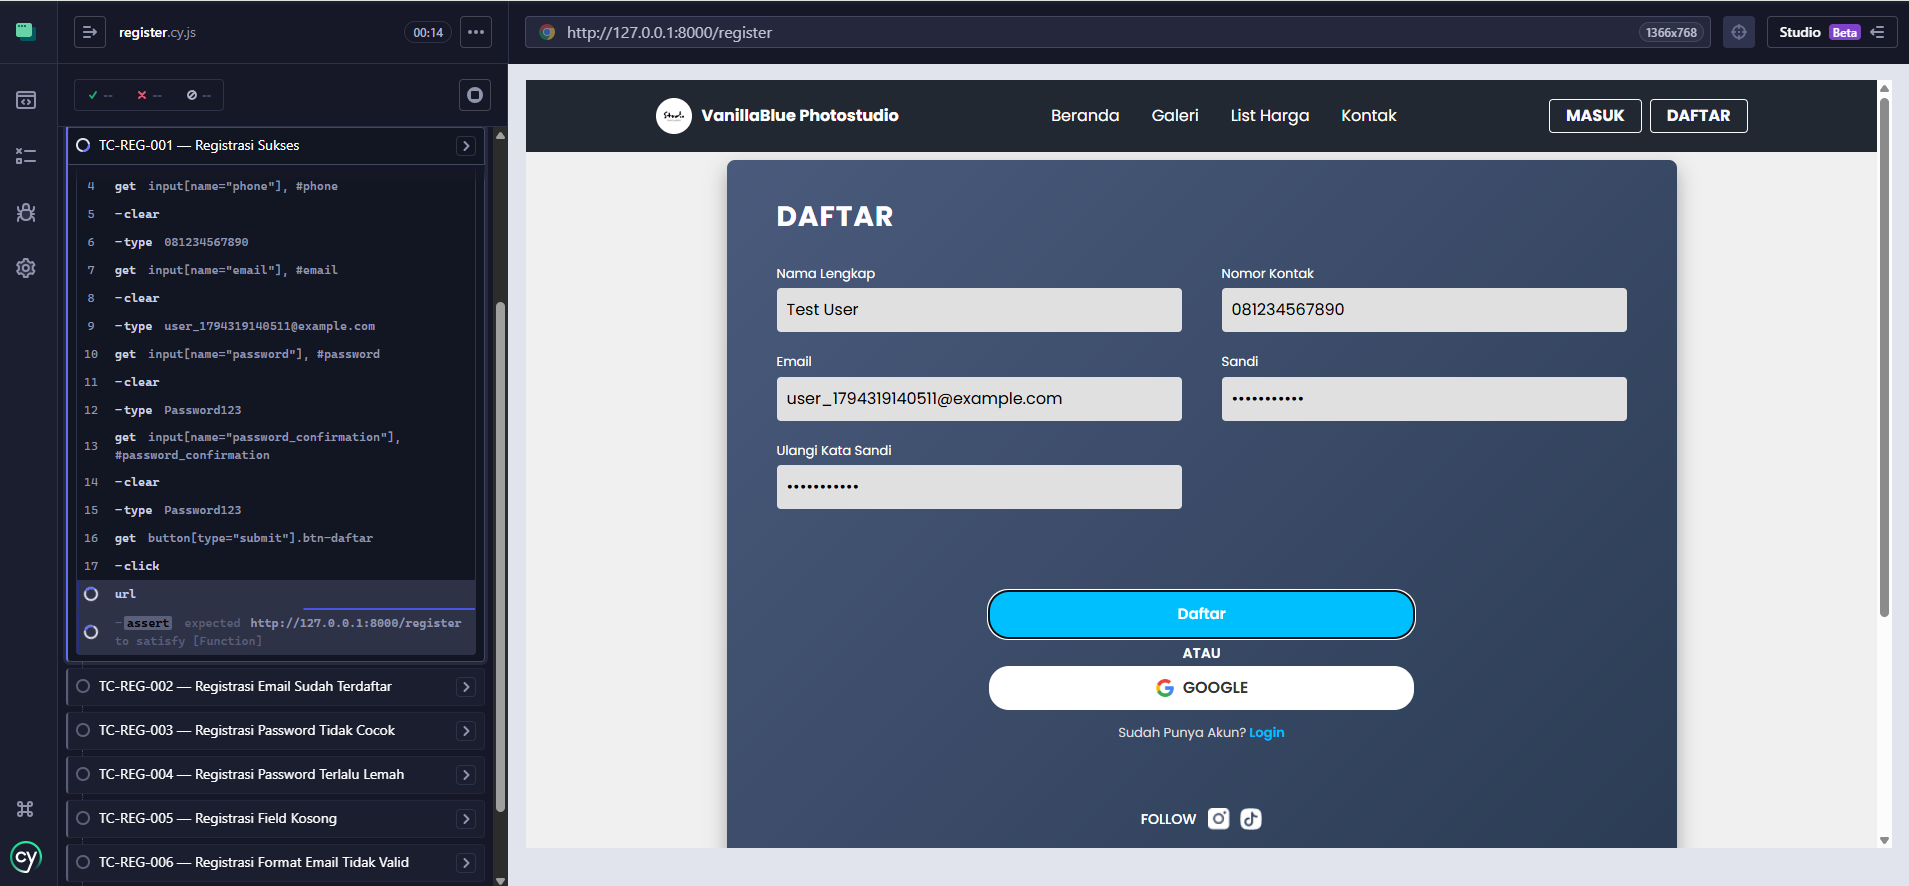 register.cy.js
00:14
http://127.0.0.1:8000/register
1366x768
Studio Beta
-- -- --
TC-REG-001 — Registrasi Sukses
4 get input[name="phone"], #phone
5 -clear
6 -type 081234567890
7 get input[name="email"], #email
8 -clear
9 -type user_1794319140511@example.com
10 get input[name="password"], #password
11 -clear
12 -type Password123
13 get input[name="password_confirmation"],
#password_confirmation
14 -clear
15 -type Password123
16 get button[type="submit"].btn-daftar
17 -click
url
-assert expected http://127.0.0.1:8000/register
to satisfy [Function]
TC-REG-002 — Registrasi Email Sudah Terdaftar
TC-REG-003 — Registrasi Password Tidak Cocok
TC-REG-004 — Registrasi Password Terlalu Lemah
TC-REG-005 — Registrasi Field Kosong
TC-REG-006 — Registrasi Format Email Tidak Valid
cy
VanillaBlue Photostudio
Beranda
Galeri
List Harga
Kontak
MASUK
DAFTAR
DAFTAR
Nama Lengkap
Test User
Nomor Kontak
081234567890
Email
user_1794319140511@example.com
Sandi
•••••••••••
Ulangi Kata Sandi
•••••••••••
Daftar
ATAU
GOOGLE
Sudah Punya Akun? Login
FOLLOW